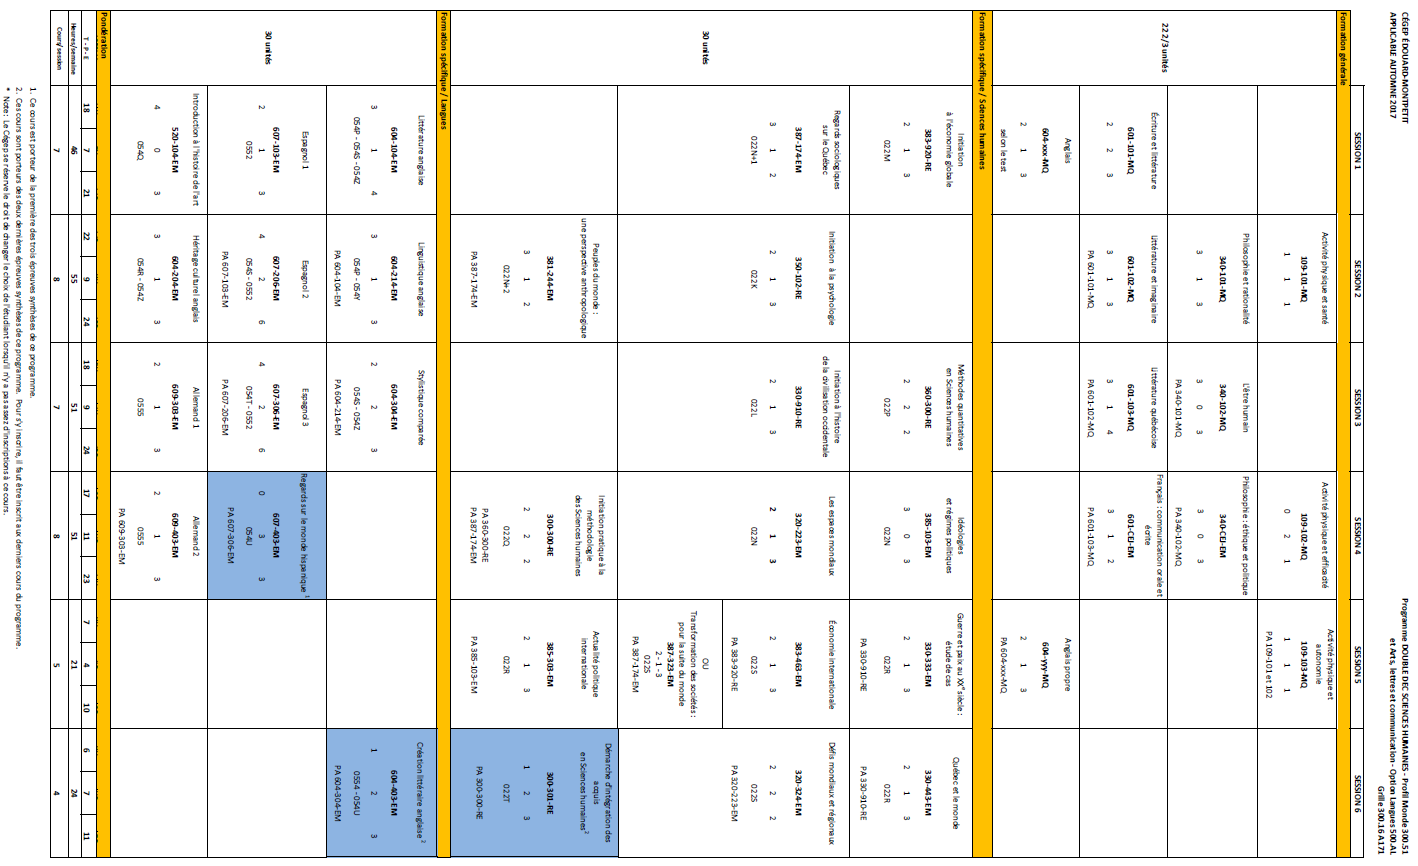 CÉGEP ÉDOUARD-MONTPETIT
APPLICABLE AUTOMNE 2017
Programme DOUBLE DEC SCIENCES HUMAINES - Profil Monde 300.51
et Arts, lettres et communication - Option Langues 500.AL
Grille 300.16 A171
SESSION 1
SESSION 2
SESSION 3
SESSION 4
SESSION 5
SESSION 6
Formation générale
22 2/3 unités
Activité physique et santé
109-101-MQ
1 1 1
Activité physique et efficacité
109-102-MQ
0 2 1
Activité physique et
autonomie
109-103-MQ
1 1 1
PA 109-101 et 102
Philosophie et rationalité
340-101-MQ
3 1 3
L'être humain
340-102-MQ
3 0 3
PA 340-101-MQ
Philosophie : éthique et politique
340-CEI-EM
3 0 3
PA 340-102-MQ
Écriture et littérature
601-101-MQ
2 2 3
Littérature et imaginaire
601-102-MQ
3 1 3
PA 601-101-MQ
Littérature québécoise
601-103-MQ
3 1 4
PA 601-102-MQ
Français : communication orale et
écrite
601-CEJ-EM
3 1 2
PA 601-103-MQ
Anglais
604-xxx-MQ
2 1 3
selon le test
Anglais propre
604-yyy-MQ
2 1 3
PA 604-xxx-MQ
Formation spécifique / Sciences humaines
30 unités
Initiation
à l'économie globale
383-920-RE
2 1 3
022M
Méthodes quantitatives
en Sciences humaines
360-300-RE
2 2 2
022P
Idéologies
et régimes politiques
385-103-EM
3 0 3
022N
Guerre et paix au XXe siècle :
étude de cas
330-333-EM
2 1 3
022R
PA 330-910-RE
Québec et le monde
330-443-EM
2 1 3
022R
PA 330-910-RE
Regards sociologiques
sur le Québec
387-174-EM
3 1 2
022N+1
Initiation à la psychologie
350-102-RE
2 1 3
022K
Initiation à l'histoire
de la civilisation occidentale
330-910-RE
2 1 3
022L
Les espaces mondiaux
320-223-EM
2 1 3
022N
Économie internationale
383-463-EM
2 1 3
022S
PA 383-920-RE
OU
Transformation des sociétés :
pour la suite du monde
387-323-EM
2 - 1 - 3
022S
PA 387-174-EM
Défis mondiaux et régionaux
320-324-EM
2 2 2
022S
PA 320-223-EM
Peuples du monde :
une perspective anthropologique
381-244-EM
3 1 2
022N+2
PA 387-174-EM
Initiation pratique à la
méthodologie
des Sciences humaines
300-300-RE
2 2 2
022Q
PA 360-300-RE
PA 387-174-EM
Actualité politique
internationale
385-303-EM
2 1 3
022R
PA 385-103-EM
Démarche d'intégration des
acquis
en Sciences humaines 2
300-301-RE
1 2 3
022T
PA 300-300-RE
Formation spécifique / Langues
30 unités
Littérature anglaise
604-104-EM
3 1 4
054P - 054S - 054Z
Linguistique anglaise
604-214-EM
3 1 3
054P - 054Y
PA 604-104-EM
Stylistique comparée
604-304-EM
2 2 3
054S - 054Z
PA 604-214-EM
Création littéraire anglaise 2
604-403-EM
1 2 3
0554 - 054U
PA 604-304-EM
Espagnol 1
607-103-EM
2 1 3
0552
Espagnol 2
607-206-EM
4 2 6
054S - 0552
PA 607-103-EM
Espagnol 3
607-306-EM
4 2 6
054T - 0552
PA 607-206-EM
Regards sur le monde hispanique 1
607-403-EM
0 3 3
054U
PA 607-306-EM
Introduction à l'histoire de l'art
520-104-EM
4 0 3
054Q
Héritage culturel anglais
604-204-EM
3 1 3
054R - 054Z
Allemand 1
609-303-EM
2 1 3
0555
Allemand 2
609-403-EM
2 1 3
0555
PA 609-303-EM
Pondération
T - P - E
18 7 21
22 9 24
18 9 24
17 11 23
7 4 10
6 7 11
Heures/semaine
46
55
51
51
21
24
Cours/session
7
8
7
8
5
4
1. Ce cours est porteur de la première des trois épreuves synthèses de ce programme.
2. Ces cours sont porteurs des deux dernières épreuves synthèses de ce programme. Pour s'y inscrire, il faut être inscrit aux derniers cours du programme.
* Note : Le Cégep se réserve le droit de changer le choix de l'étudiant lorsqu'il n'y a pas assez d'inscriptions à ce cours.